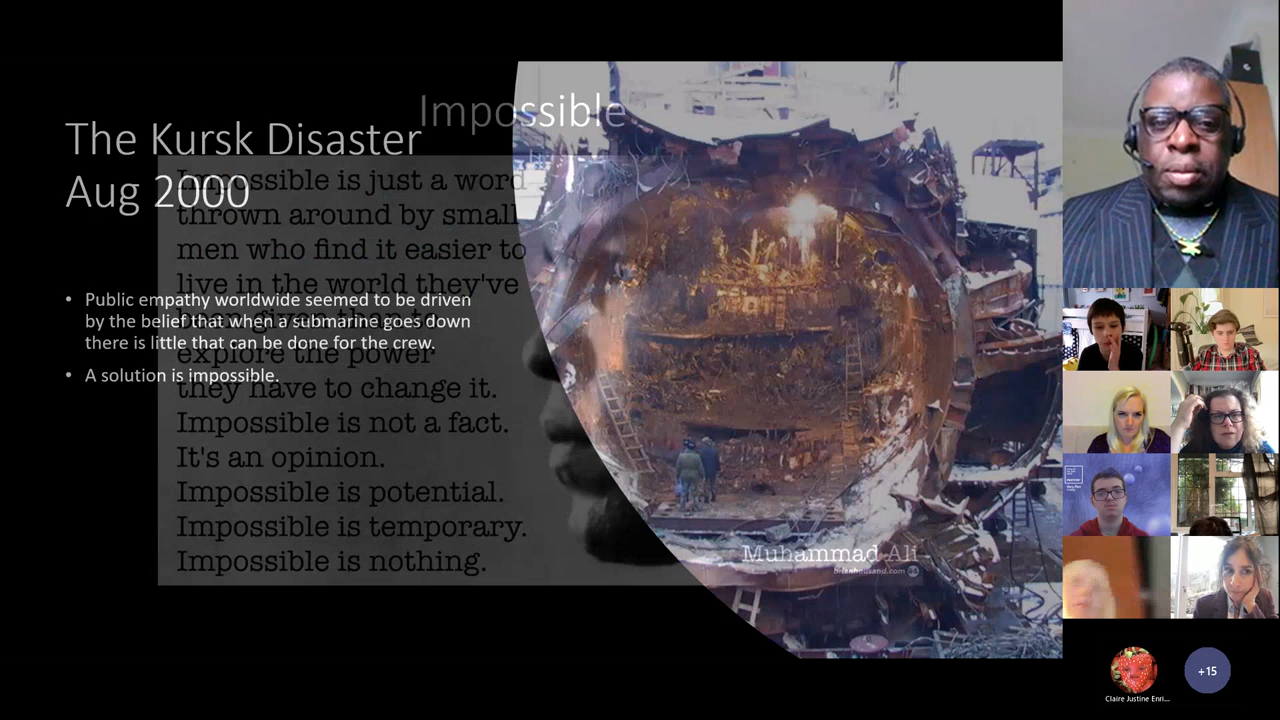 Impossible
The Kursk Disaster
Aug 2000
Public empathy worldwide seemed to be driven
by the belief that when a submarine goes down
there is little that can be done for the crew.
A solution is impossible.
Impossible is just a word
thrown around by small
men who find it easier to
live in the world they've
been given than to
explore the power
they have to change it.
Impossible is not a fact.
It's an opinion.
Impossible is potential.
Impossible is temporary.
Impossible is nothing.
Muhammad Ali
brianhousand.com
+15
Claire Justine Enri...